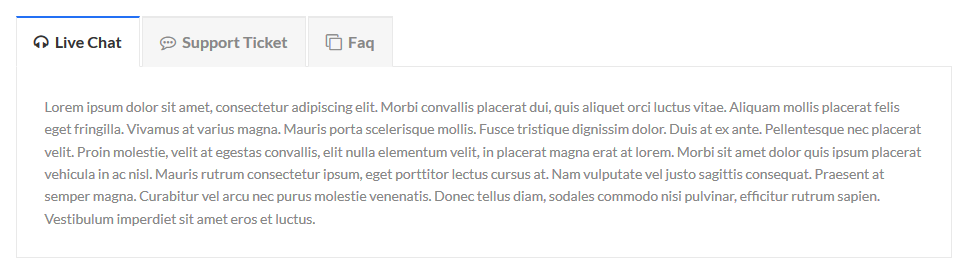 Live Chat
Support Ticket
Faq
Lorem ipsum dolor sit amet, consectetur adipiscing elit. Morbi convallis placerat dui, quis aliquet orci luctus vitae. Aliquam mollis placerat felis
eget fringilla. Vivamus at varius magna. Mauris porta scelerisque mollis. Fusce tristique dignissim dolor. Duis at ex ante. Pellentesque nec placerat
velit. Proin molestie, velit at egestas convallis, elit nulla elementum velit, in placerat magna erat at lorem. Morbi sit amet dolor quis ipsum placerat
vehicula in ac nisl. Mauris rutrum consectetur ipsum, eget porttitor lectus cursus at. Nam vulputate vel justo sagittis consequat. Praesent at
semper magna. Curabitur vel arcu nec purus molestie venenatis. Donec tellus diam, sodales commodo nisi pulvinar, efficitur rutrum sapien.
Vestibulum imperdiet sit amet eros et luctus.